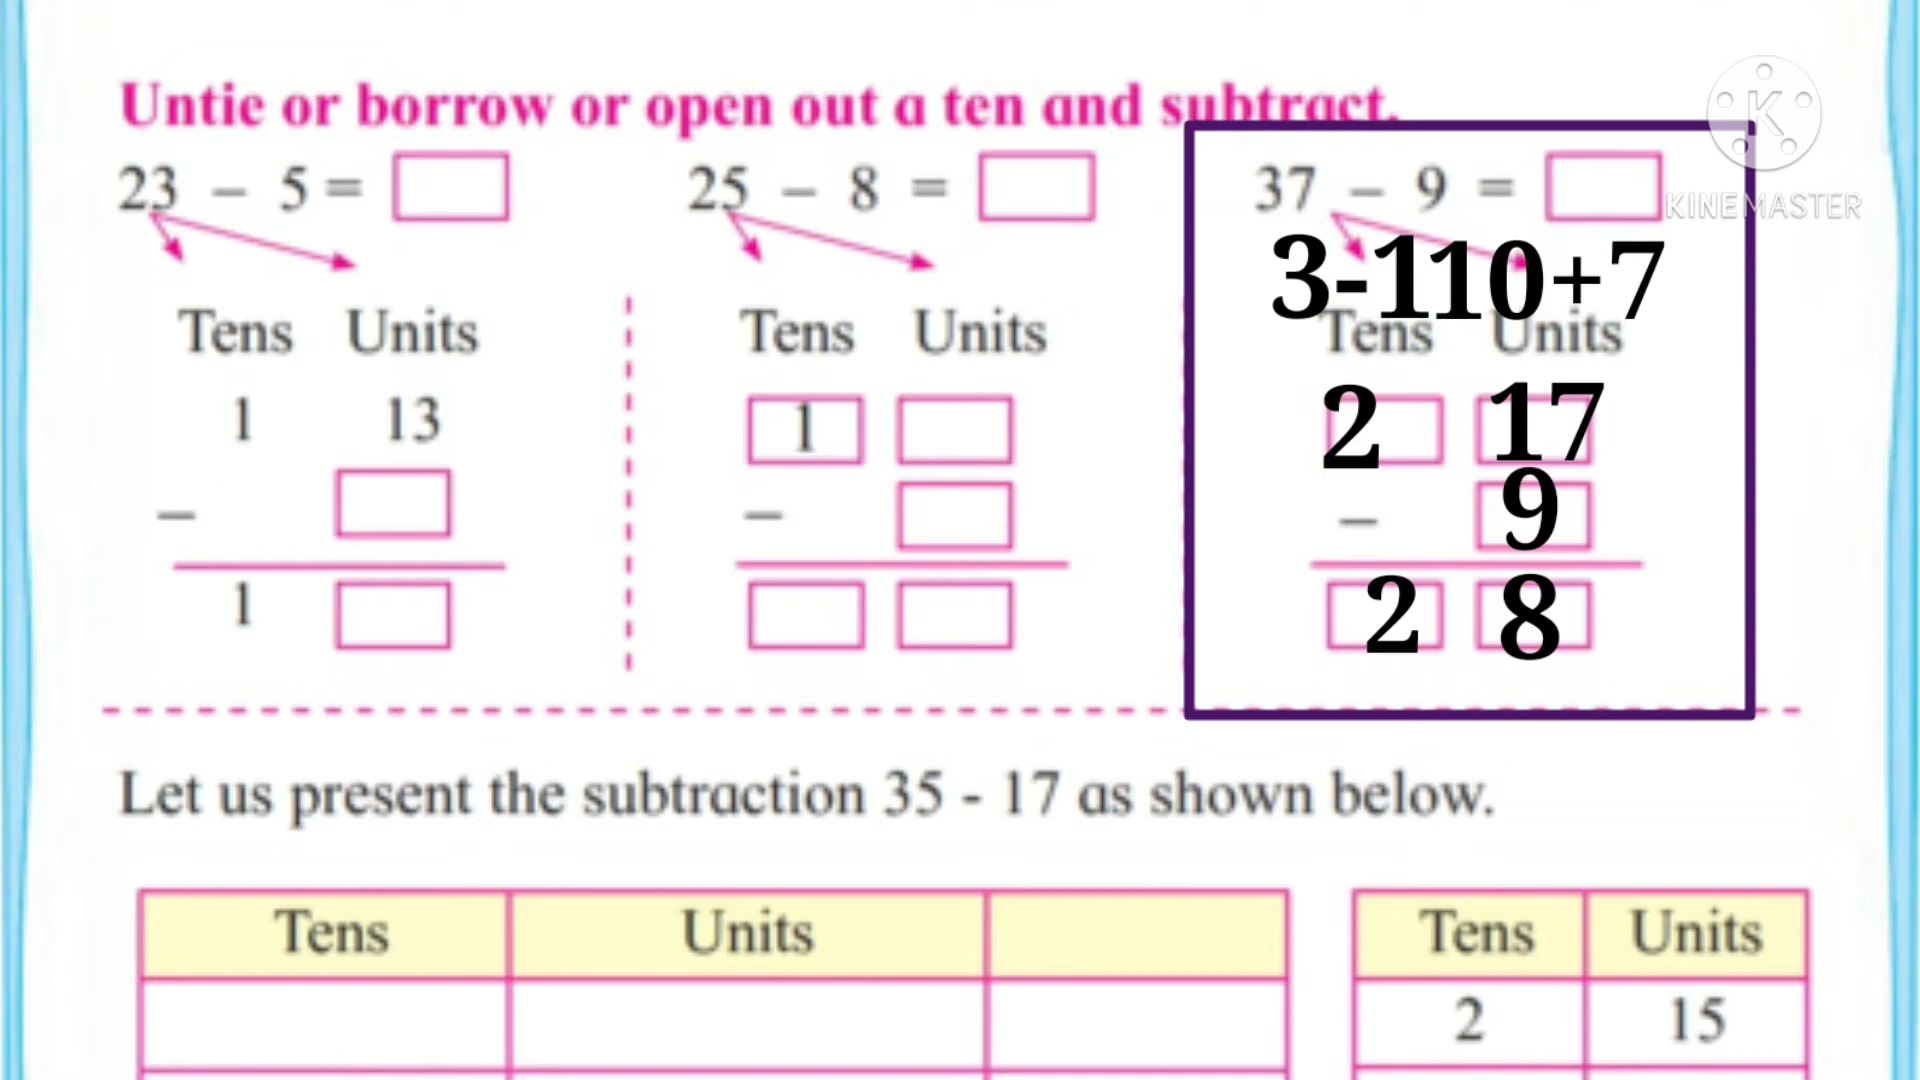 Untie or borrow or open out a ten and subtract.
23 – 5 =
25 – 8 =
37 – 9 =
K
KINEMASTER
3-1 10+7
Tens Units
Tens Units
Tens Units
1 13
1
2 17
–
–
– 9
1
2 8
Let us present the subtraction 35 - 17 as shown below.
Tens Units
Tens Units
2 15